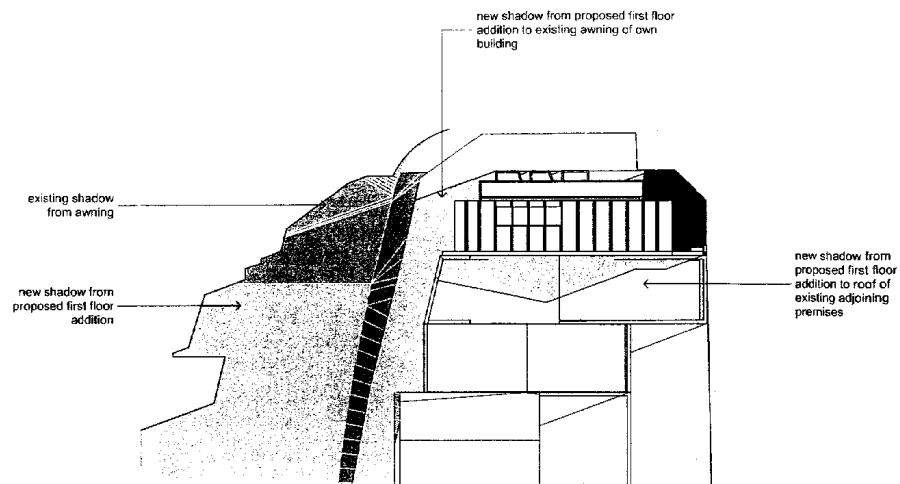 new shadow from proposed first floor
addition to existing awning of own
building
existing shadow
from awning
new shadow from
proposed first floor
addition
new shadow from
proposed first floor
addition to roof of
existing adjoining
premises